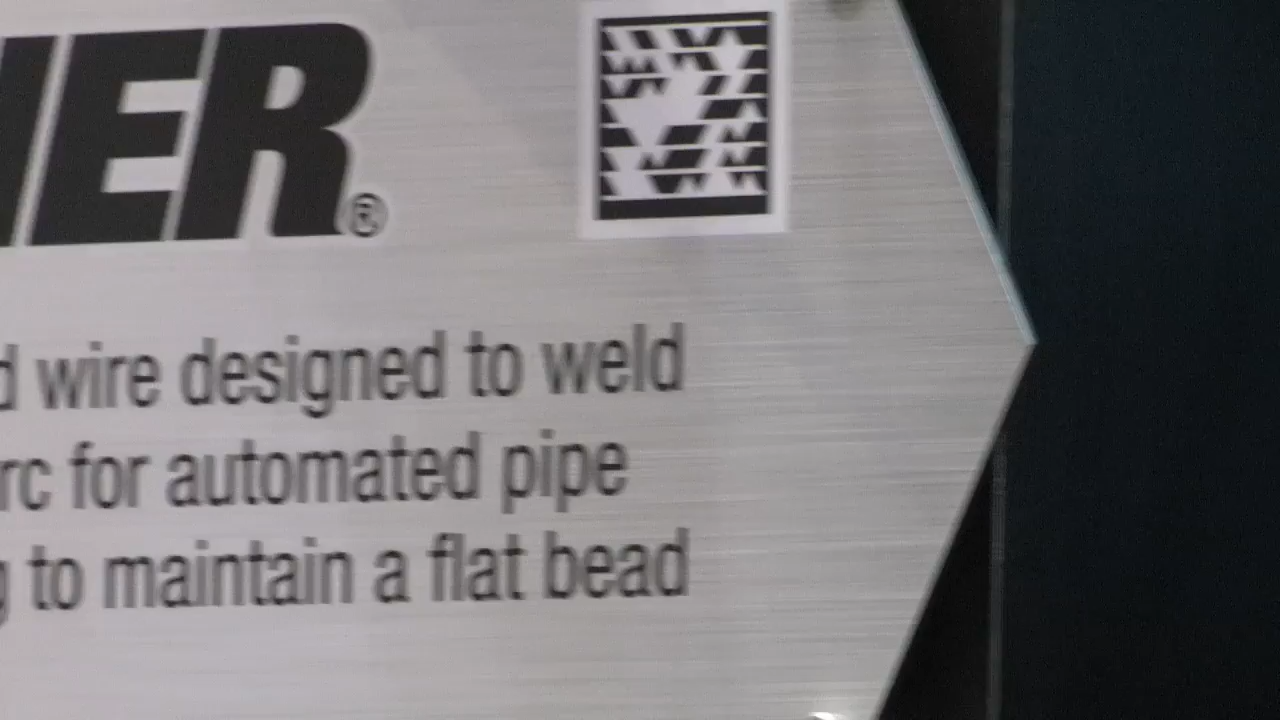 IER®
d wire designed to weld
rc for automated pipe
g to maintain a flat bead